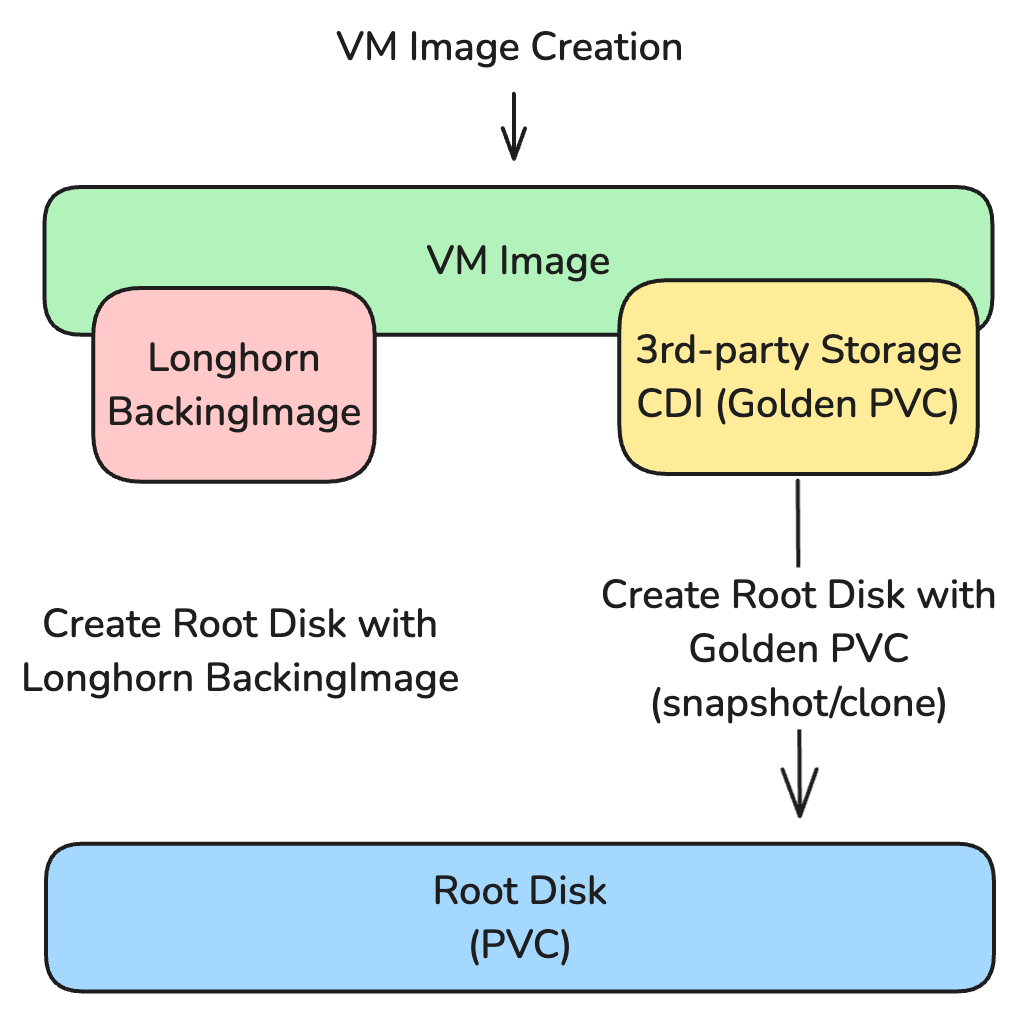 VM Image Creation
VM Image
Longhorn
BackingImage
3rd-party Storage
CDI (Golden PVC)
Create Root Disk with
Longhorn BackingImage
Create Root Disk with
Golden PVC
(snapshot/clone)
Root Disk
(PVC)